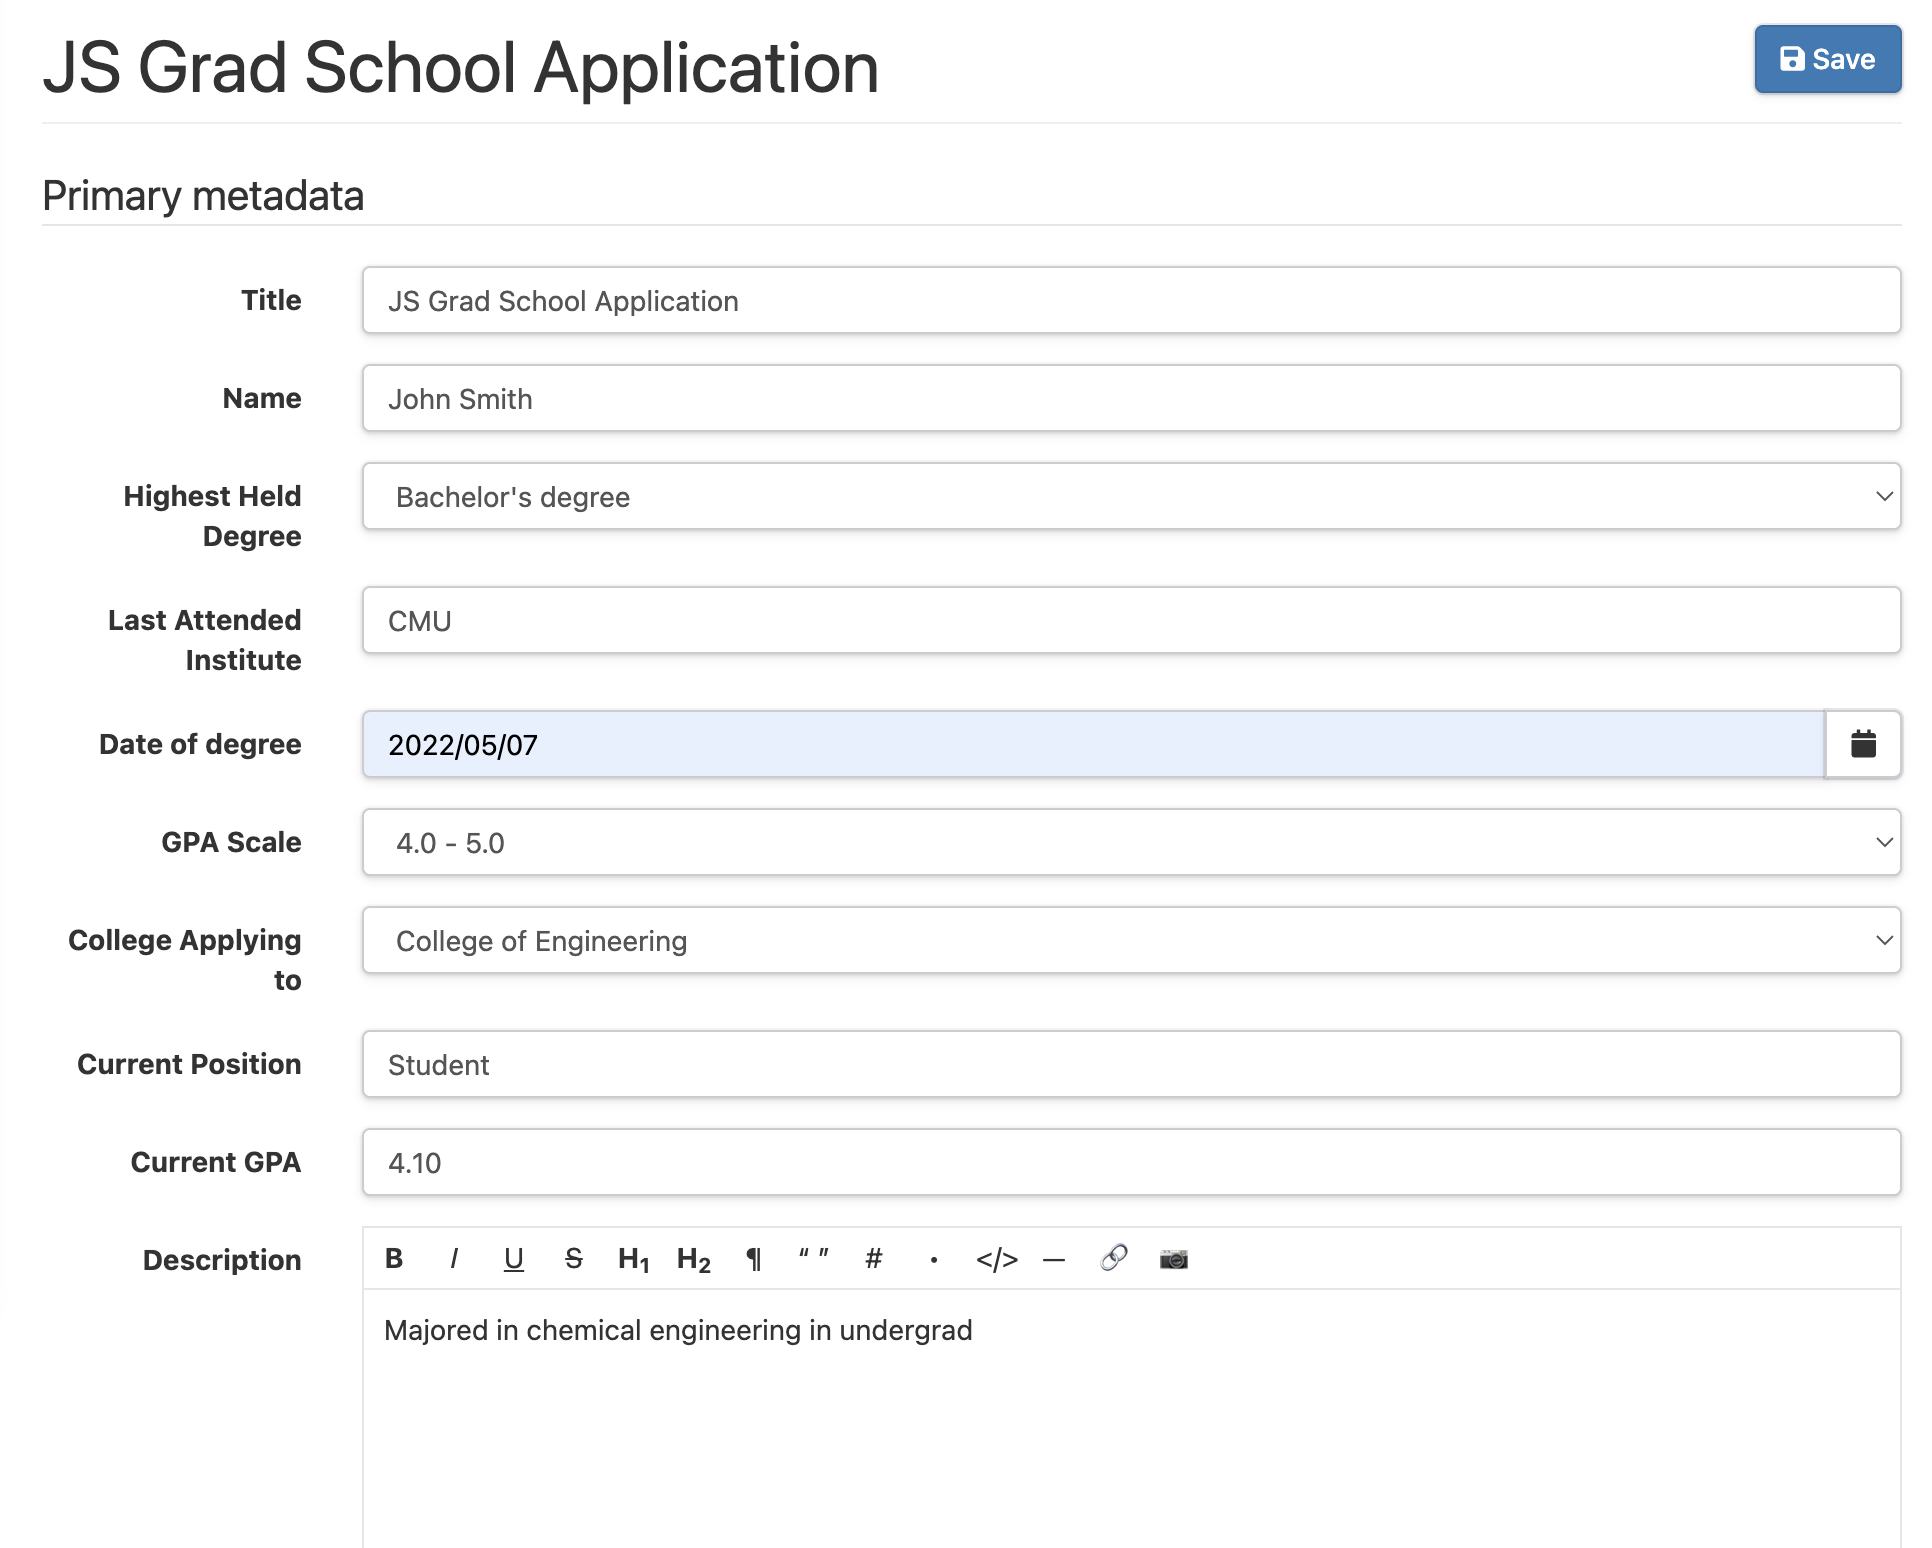 JS Grad School Application
Save
Primary metadata
Title
JS Grad School Application
Name
John Smith
Highest Held
Degree
Bachelor's degree
Last Attended
Institute
CMU
Date of degree
2022/05/07
GPA Scale
4.0 - 5.0
College Applying
to
College of Engineering
Current Position
Student
Current GPA
4.10
Description
B I U S H1 H2 ¶ “ ” # • </> —
Majored in chemical engineering in undergrad